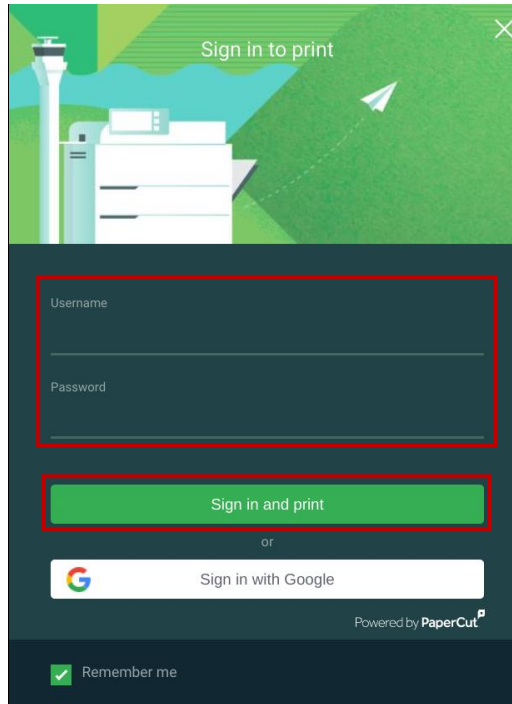 Sign in to print
Username
Password
Sign in and print
or
Sign in with Google
Powered by PaperCut
Remember me